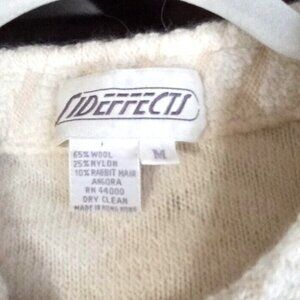 SIDEFFECTS
M
65% WOOL
25% NYLON
10% RABBIT HAIR
ANGORA
RN 44000
DRY CLEAN
MADE IN HONG KONG